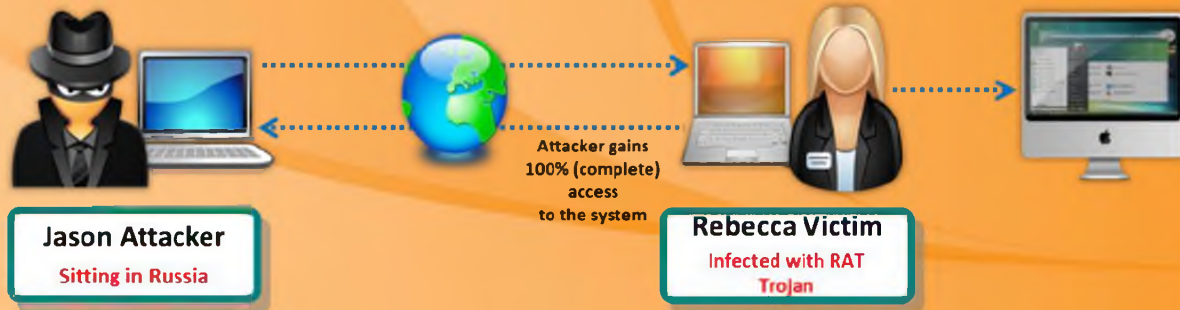 Attacker gains
100% (complete)
access
to the system
Jason Attacker
Sitting in Russia
Rebecca Victim
Infected with RAT
Trojan